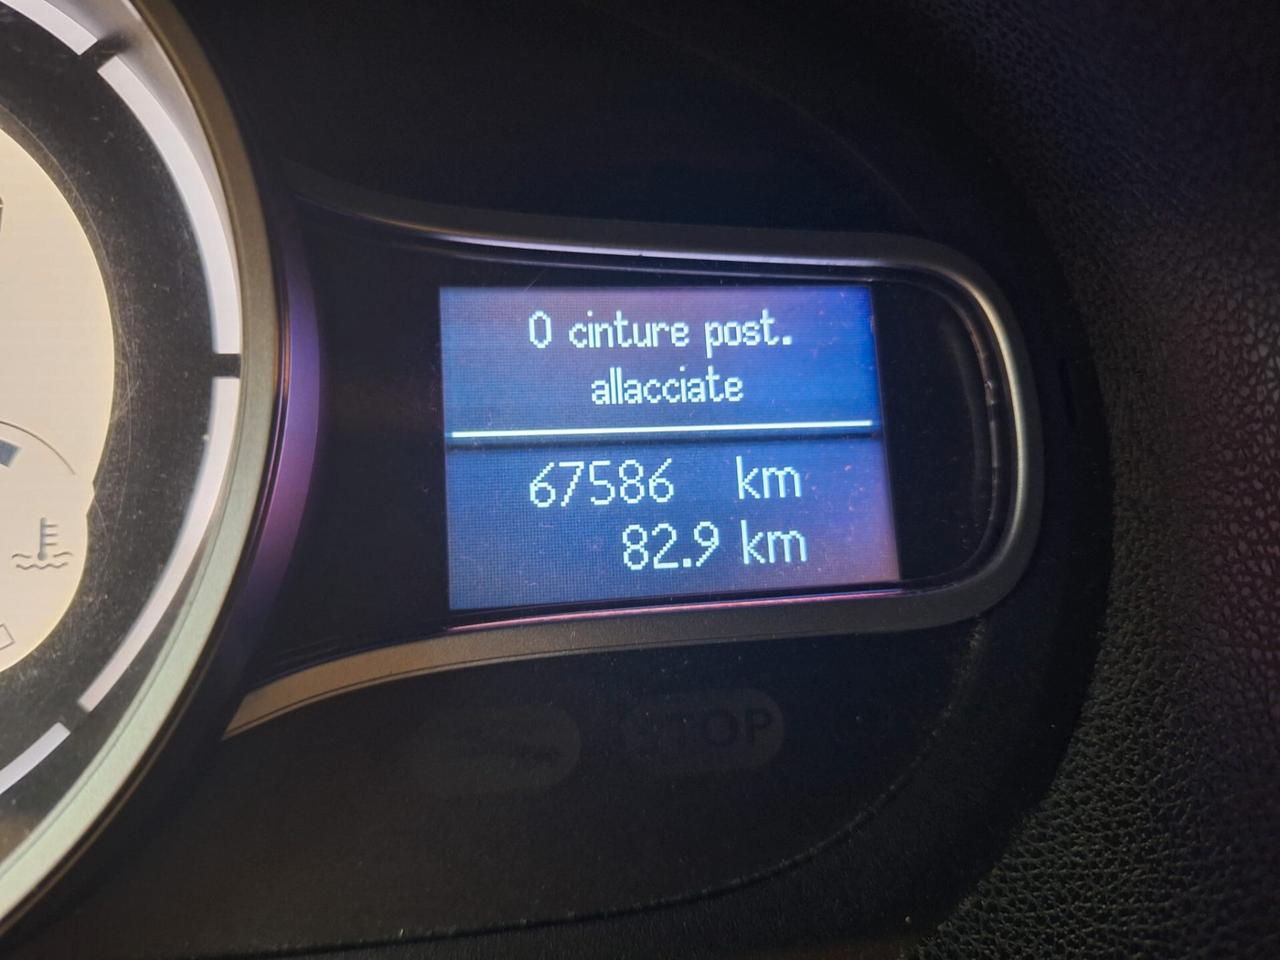 0 cinture post.
allacciate
67586 km
82.9 km
STOP